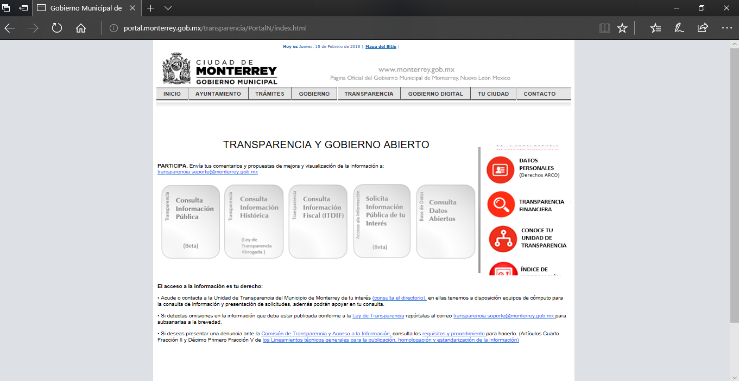 Gobierno Municipal de
portal.monterrey.gob.mx/transparencia/PortalN/index.html
Hoy es 25 de Febrero de 2018 | Mapa del Sitio |
CIUDAD DE
MONTERREY
GOBIERNO MUNICIPAL
www.monterrey.gob.mx
Página Oficial del Gobierno Municipal de Monterrey, Nuevo León México
INICIO AYUNTAMIENTO TRÁMITES GOBIERNO TRANSPARENCIA GOBIERNO DIGITAL TU CIUDAD CONTACTO
TRANSPARENCIA Y GOBIERNO ABIERTO
PARTICIPA: Envía tus comentarios y propuestas de mejora y visualización de la información a:
transparencia.suporte@monterrey.gob.mx
Transparencia
Consulta
Información
Pública
(Beta)
Transparencia
Consulta
Información
Histórica
(Ley de
Transparencia
Abrogada )
Transparencia
Consulta
Información
Fiscal (ITDIF)
Acceso a Información
Solicita
Información
Pública de tu
Interés
(Beta)
Base de Datos
Consulta
Datos
Abiertos
DATOS
PERSONALES
(Derechos ARCO)
TRANSPARENCIA
FINANCIERA
CONOCE TU
UNIDAD DE
TRANSPARENCIA
ÍNDICE DE
El acceso a la información es tu derecho:
• Acude o contacta a la Unidad de Transparencia del Municipio de Monterrey de tu interés (consulta el directorio), en ellas tenemos a disposición equipos de cómputo para
la consulta de información y presentación de solicitudes, además podrán apoyar en tu consulta.
• Si detectas omisiones en la información que deba estar publicada conforme a la Ley de Transparencia repórtalas al correo transparencia.suporte@monterrey.gob.mx para
subsanarlas a la brevedad.
• Si deseas presentar una denuncia ante la Comisión de Transparencia y Acceso a la Información, consulta los requisitos y procedimiento para hacerlo. (Artículos Cuarto
Fracción II y Décimo Primero Fracción V de los Lineamientos técnicos generales para la publicación, homologación y estandarización de la información)